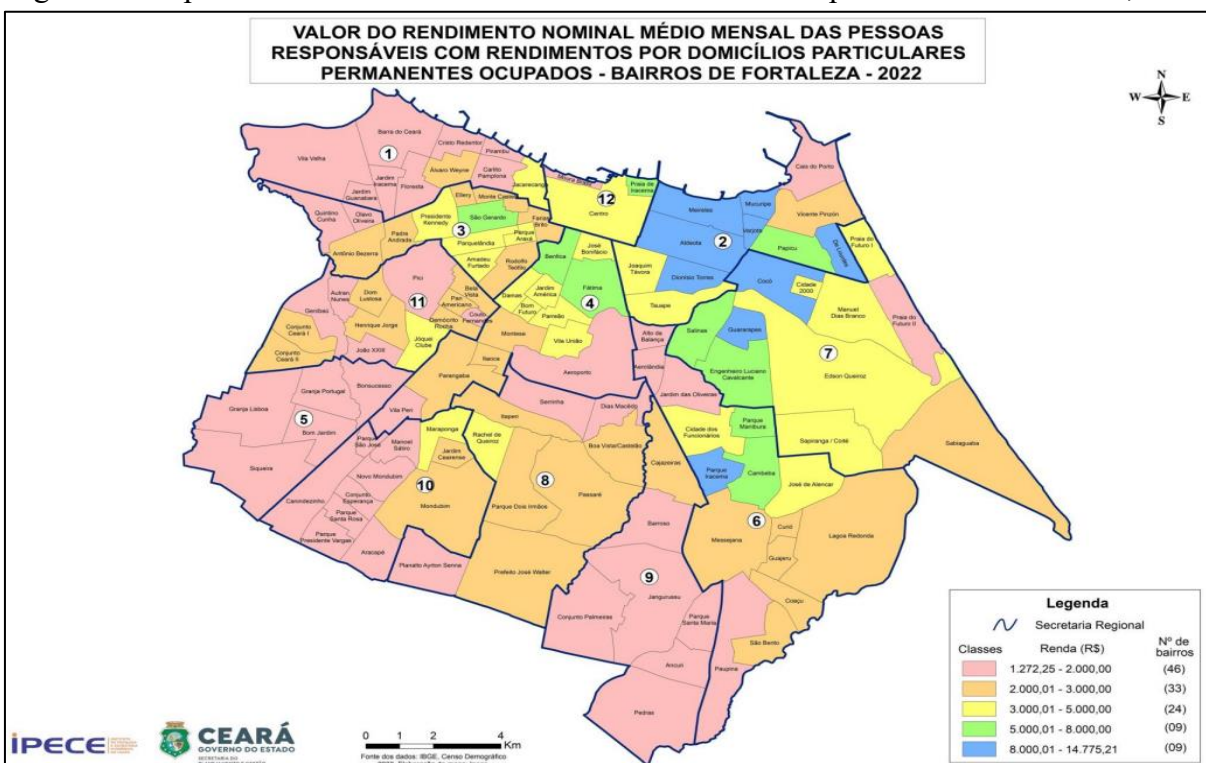 VALOR DO RENDIMENTO NOMINAL MÉDIO MENSAL DAS PESSOAS
RESPONSÁVEIS COM RENDIMENTOS POR DOMICÍLIOS PARTICULARES
PERMANENTES OCUPADOS - BAIRROS DE FORTALEZA - 2022
N
W E
S
Barra do Ceará
Vila Velha
1
Cristo Redentor
Pirambu
Jardim
Iracema
Floresta
Álvaro Weyne
Carlito
Pamplona
Jardim
Guanabara
Jacarecanga
Moura Brasil
12
Praia de
Iracema
Centro
Cais do Porto
Meireles
Mucuripe
Vicente Pinzón
Varjota
Aldeota
2
Papicu
De Lourdes
Praia do
Futuro I
Dionísio Torres
Quintino
Cunha
Olavo
Oliveira
Ellery
Monte Castelo
Presidente
Kennedy
São Gerardo
Farias
Brito
3
Padre
Andrade
Parquelândia
Parque
Araxá
Antônio Bezerra
Amadeu
Furtado
Rodolfo
Teófilo
Benfica
José
Bonifácio
Joaquim
Távora
Cocó
Cidade
2000
Manuel
Dias Branco
Praia do
Futuro II
Pici
11
Autran
Nunes
Dom
Lustosa
Genibaú
Bela
Vista
Pan
Americano
Couto
Fernandes
Demócrito
Rocha
Damas
Jardim
América
Bom
Futuro
Fátima
4
Parreão
Tauape
Vila União
Salinas
Guararapes
7
Conjunto
Ceará I
Henrique Jorge
Conjunto
Ceará II
João XXIII
Jóquei
Clube
Montese
Itaoca
Parangaba
Aeroporto
Alto da
Balança
Aerolândia
Engenheiro Luciano
Cavalcante
Edson Queiroz
Jardim das Oliveiras
Granja Portugal
Bonsucesso
Granja Lisboa
5
Bom Jardim
Siqueira
Vila Peri
Serrinha
Itaperi
Dias Macêdo
Boa Vista/Castelão
Cidade dos
Funcionários
Parque
Manibura
Sapiranga / Coité
Sabiaguaba
Parque
São José
Manoel
Sátiro
Maraponga
Jardim
Cearense
Rachel de
Queiroz
Cajazeiras
Parque
Iracema
Cambeba
José de Alencar
Canindezinho
Novo Mondubim
Conjunto
Esperança
10
Mondubim
8
Passaré
Parque Dois Irmãos
Parque
Santa Rosa
Parque
Presidente Vargas
Aracapé
Planalto Ayrton Senna
Prefeito José Walter
Barroso
6
Messejana
Curió
Guajeru
Lagoa Redonda
9
Jangurussu
Conjunto Palmeiras
Parque
Santa Maria
Coaçu
São Bento
Ancuri
Paupina
Pedras
Legenda
Secretaria Regional
Classes Renda (R$) Nº de
bairros
1.272,25 - 2.000,00 (46)
2.000,01 - 3.000,00 (33)
3.000,01 - 5.000,00 (24)
5.000,01 - 8.000,00 (09)
8.000,01 - 14.775,21 (09)
iPECE
CEARÁ
GOVERNO DO ESTADO
0 1 2 4
Km
Fonte dos dados: IBGE, Censo Demográfico